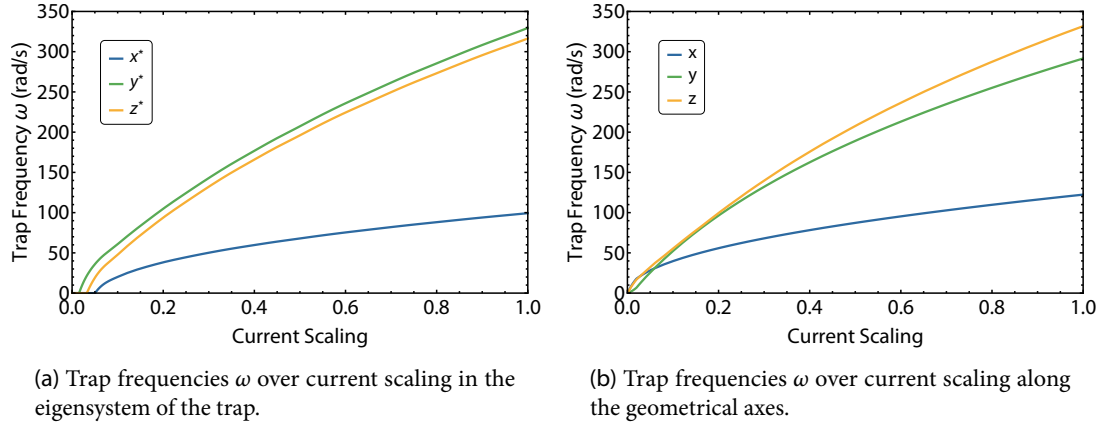 350
300
250
200
150
100
50
0
Trap Frequency ω (rad/s)
x*
y*
z*
0.0 0.2 0.4 0.6 0.8 1.0
Current Scaling
(a) Trap frequencies ω over current scaling in the
eigensystem of the trap.
350
300
250
200
150
100
50
0
Trap Frequency ω (rad/s)
x
y
z
0.0 0.2 0.4 0.6 0.8 1.0
Current Scaling
(b) Trap frequencies ω over current scaling along
the geometrical axes.